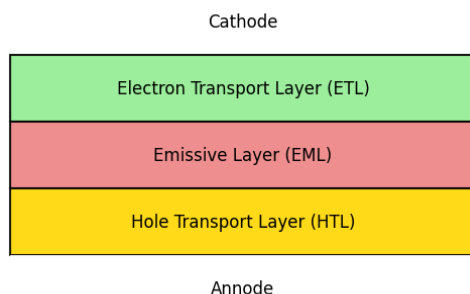 Cathode
Electron Transport Layer (ETL)
Emissive Layer (EML)
Hole Transport Layer (HTL)
Annode